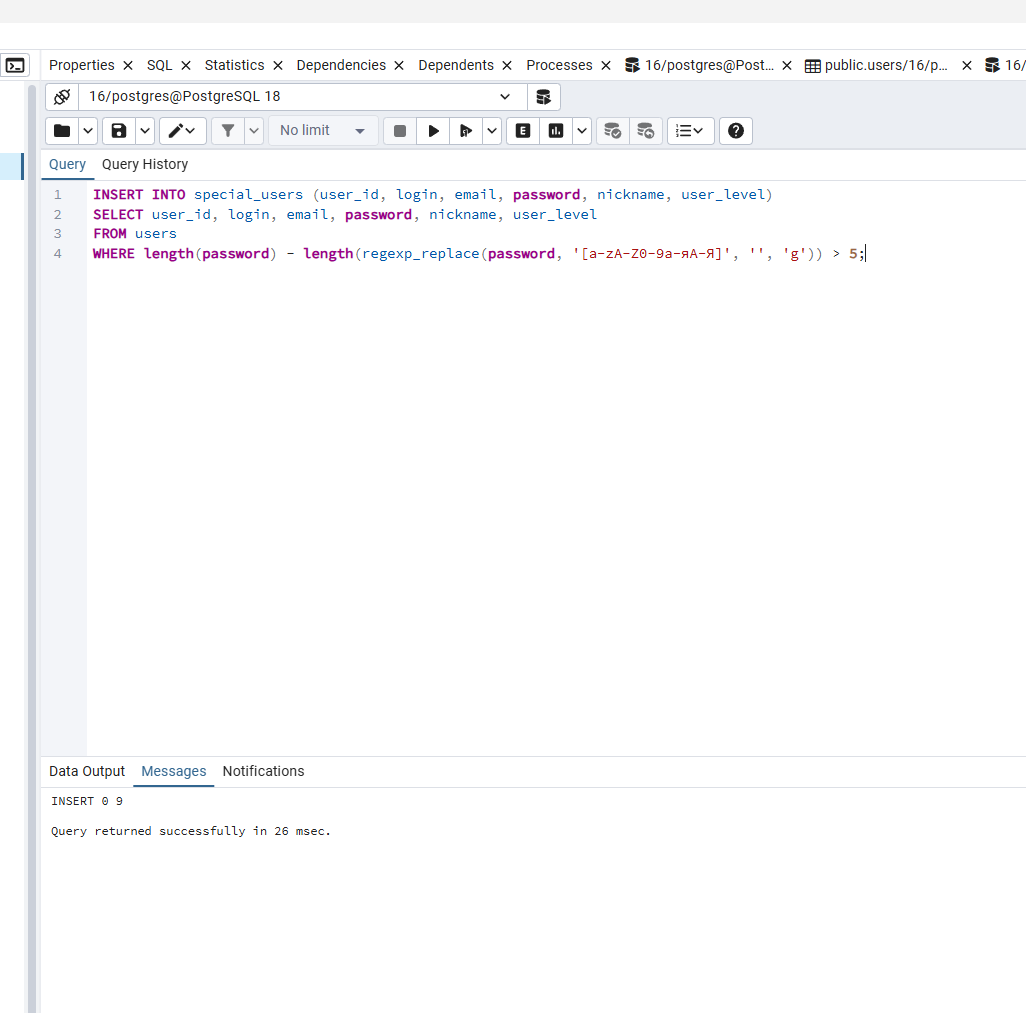 Properties SQL Statistics Dependencies Dependents Processes 16/postgres@Post... public.users/16/p... 16/
16/postgres@PostgreSQL 18
No limit
Query Query History
1 INSERT INTO special_users (user_id, login, email, password, nickname, user_level)
2 SELECT user_id, login, email, password, nickname, user_level
3 FROM users
4 WHERE length(password) - length(regexp_replace(password, '[a-zA-Z0-9а-яА-Я]', '', 'g')) > 5;
Data Output Messages Notifications
INSERT 0 9
Query returned successfully in 26 msec.